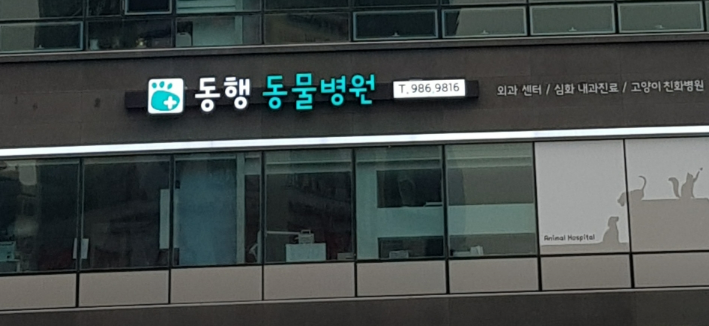 동행 동물병원 T. 986.9816
외과 센터 / 심화 내과진료 / 고양이 친화병원
Animal Hospital